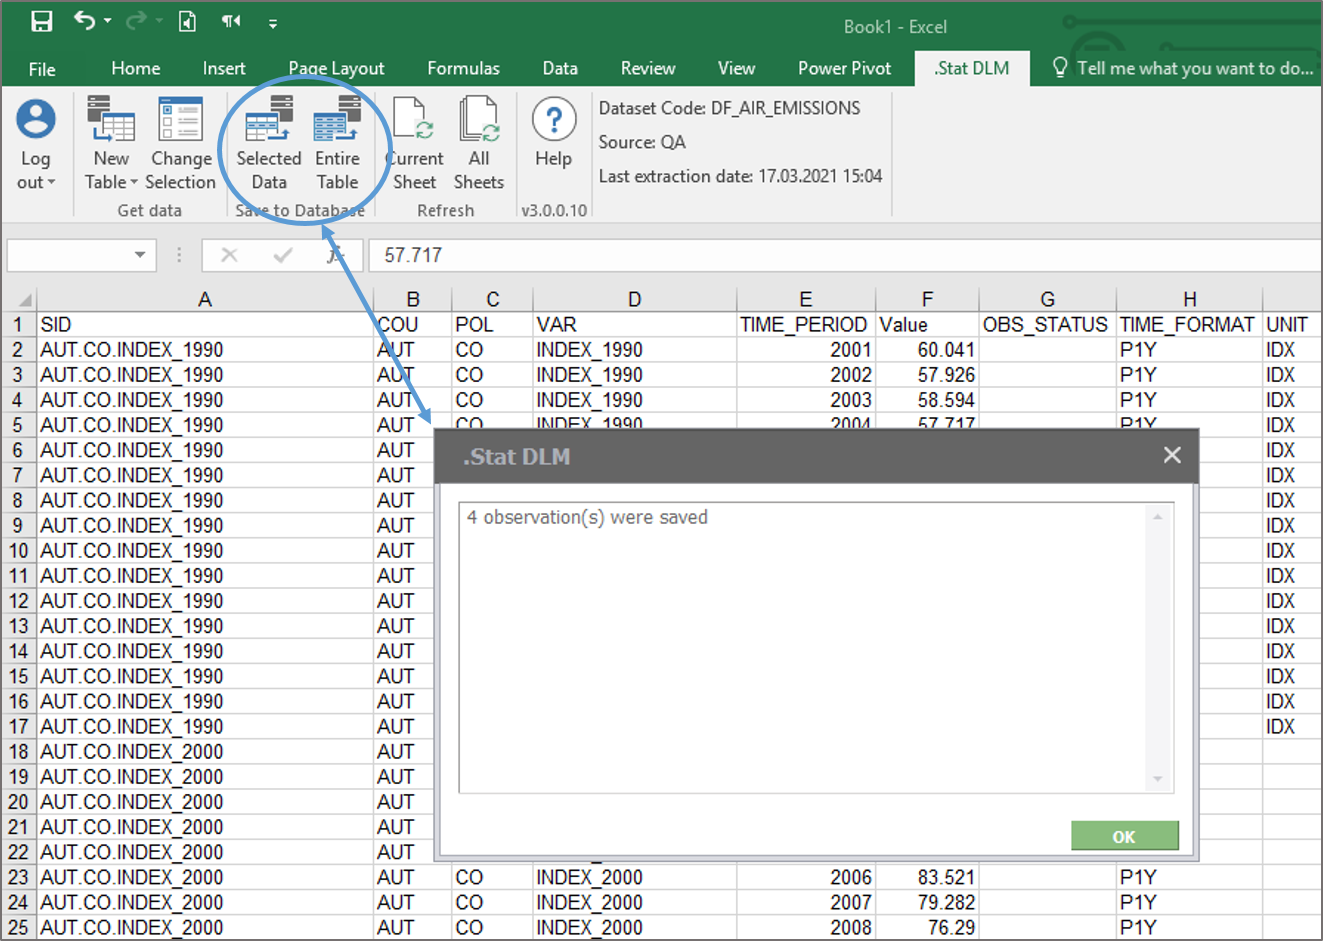 Book1 - Excel
File Home Insert Page Layout Formulas Data Review View Power Pivot .Stat DLM Tell me what you want to do...
Log out
New Table
Change Selection
Get data
Selected Data
Entire Table
Save to Database
Current Sheet
All Sheets
Refresh
Help
v3.0.0.10
Dataset Code: DF_AIR_EMISSIONS
Source: QA
Last extraction date: 17.03.2021 15:04
fx 57.717
A B C D E F G H
1 SID COU POL VAR TIME_PERIOD Value OBS_STATUS TIME_FORMAT UNIT
2 AUT.CO.INDEX_1990 AUT CO INDEX_1990 2001 60.041 P1Y IDX
3 AUT.CO.INDEX_1990 AUT CO INDEX_1990 2002 57.926 P1Y IDX
4 AUT.CO.INDEX_1990 AUT CO INDEX_1990 2003 58.594 P1Y IDX
5 AUT.CO.INDEX_1990 AUT CO INDEX_1990 2004 57.717 P1Y IDX
6 AUT.CO.INDEX_1990 AUT IDX
7 AUT.CO.INDEX_1990 AUT IDX
8 AUT.CO.INDEX_1990 AUT IDX
9 AUT.CO.INDEX_1990 AUT IDX
10 AUT.CO.INDEX_1990 AUT IDX
11 AUT.CO.INDEX_1990 AUT IDX
12 AUT.CO.INDEX_1990 AUT IDX
13 AUT.CO.INDEX_1990 AUT IDX
14 AUT.CO.INDEX_1990 AUT IDX
15 AUT.CO.INDEX_1990 AUT IDX
16 AUT.CO.INDEX_1990 AUT IDX
17 AUT.CO.INDEX_1990 AUT IDX
18 AUT.CO.INDEX_2000 AUT
19 AUT.CO.INDEX_2000 AUT
20 AUT.CO.INDEX_2000 AUT
21 AUT.CO.INDEX_2000 AUT
22 AUT.CO.INDEX_2000 AUT
23 AUT.CO.INDEX_2000 AUT CO INDEX_2000 2006 83.521 P1Y
24 AUT.CO.INDEX_2000 AUT CO INDEX_2000 2007 79.282 P1Y
25 AUT.CO.INDEX_2000 AUT CO INDEX_2000 2008 76.29 P1Y
.Stat DLM
4 observation(s) were saved
OK